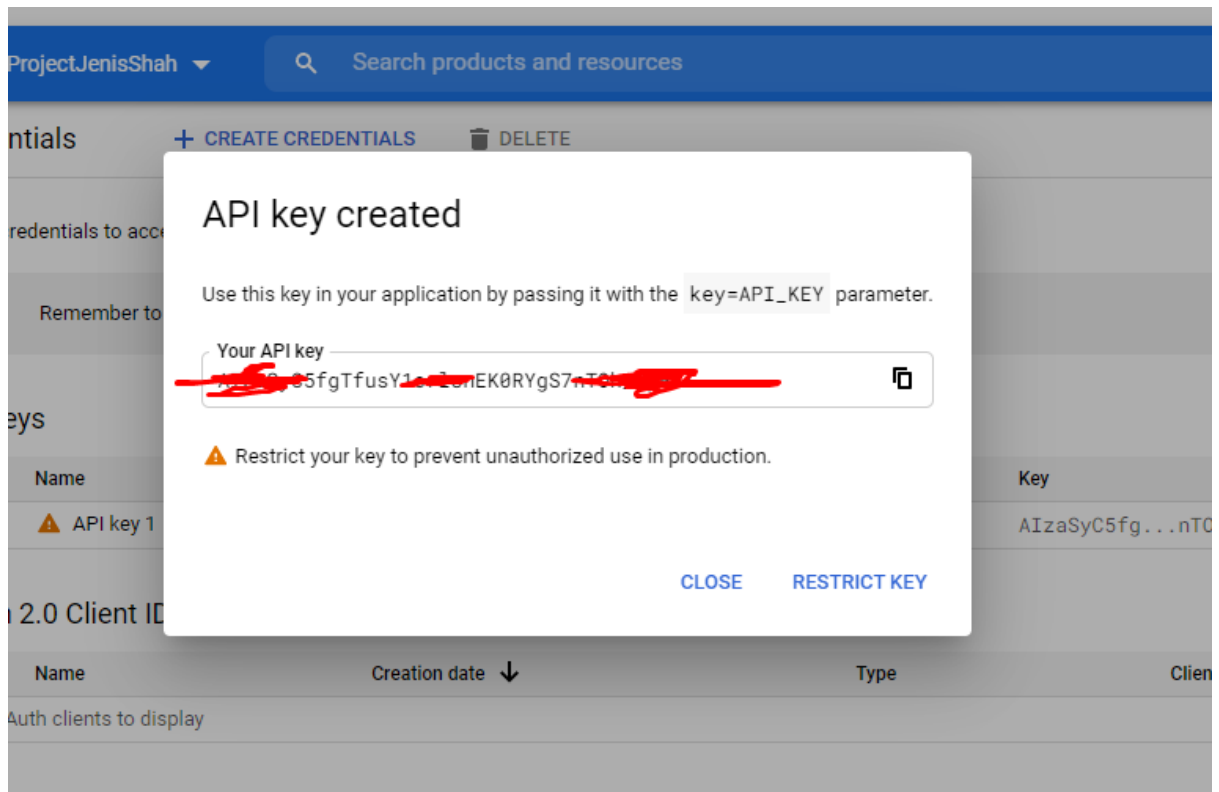 ProjectJenisShah Search products and resources
ntials + CREATE CREDENTIALS DELETE
API key created
redentials to acce
Use this key in your application by passing it with the key=API_KEY parameter.
Remember to
Your API key
eys
Restrict your key to prevent unauthorized use in production.
Name Key
API key 1 AIzaSyC5fg...nTC
CLOSE RESTRICT KEY
2.0 Client ID
Name Creation date Type Clien
Auth clients to display